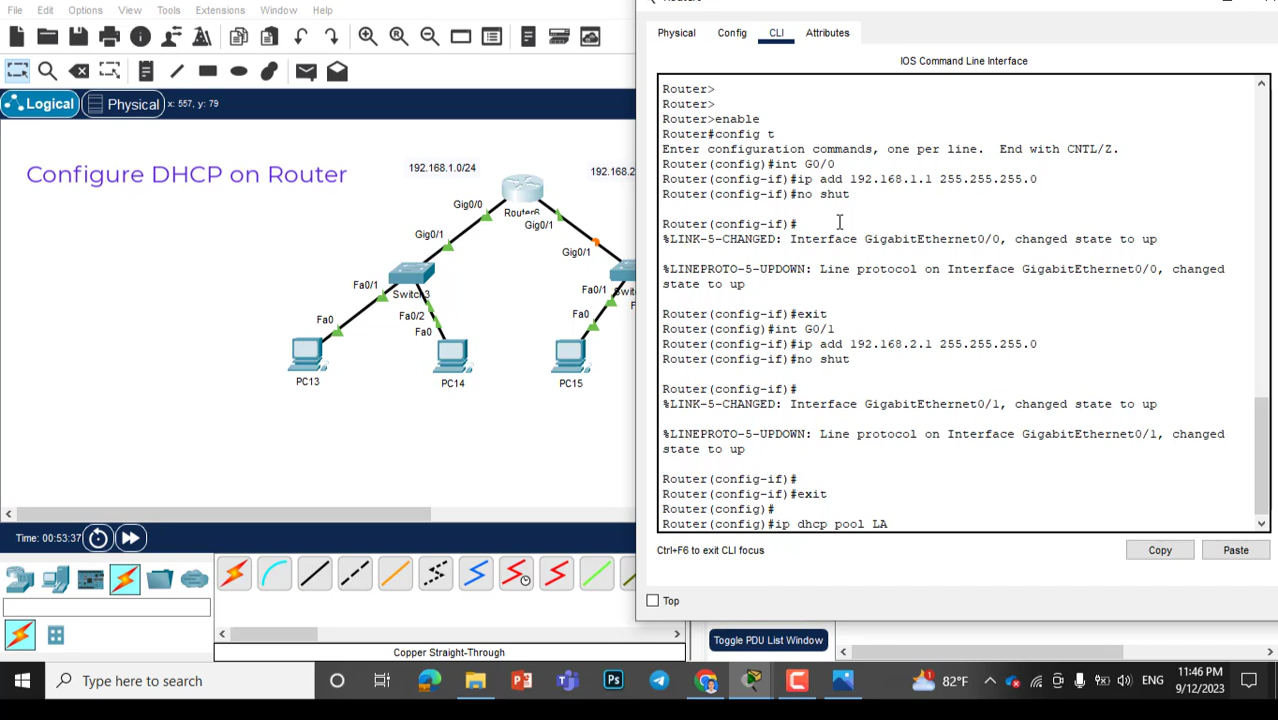 File Edit Options View Tools Extensions Window Help
Logical Physical x: 557, y: 79
Configure DHCP on Router
192.168.1.0/24
192.168.2
Gig0/0
Router6
Gig0/1
Gig0/1
Gig0/1
Fa0/1
Switch3
Fa0/1
Fa0
Fa0/2
Fa0
Fa0
PC13
PC14
PC15
Time: 00:53:37
Copper Straight-Through
Physical Config CLI Attributes
IOS Command Line Interface
Router>
Router>
Router>enable
Router#config t
Enter configuration commands, one per line. End with CNTL/Z.
Router(config)#int G0/0
Router(config-if)#ip add 192.168.1.1 255.255.255.0
Router(config-if)#no shut
Router(config-if)#
%LINK-5-CHANGED: Interface GigabitEthernet0/0, changed state to up
%LINEPROTO-5-UPDOWN: Line protocol on Interface GigabitEthernet0/0, changed
state to up
Router(config-if)#exit
Router(config)#int G0/1
Router(config-if)#ip add 192.168.2.1 255.255.255.0
Router(config-if)#no shut
Router(config-if)#
%LINK-5-CHANGED: Interface GigabitEthernet0/1, changed state to up
%LINEPROTO-5-UPDOWN: Line protocol on Interface GigabitEthernet0/1, changed
state to up
Router(config-if)#
Router(config-if)#exit
Router(config)#
Router(config)#ip dhcp pool LA
Ctrl+F6 to exit CLI focus
Copy Paste
Top
Toggle PDU List Window
Type here to search
82°F
ENG
11:46 PM
9/12/2023